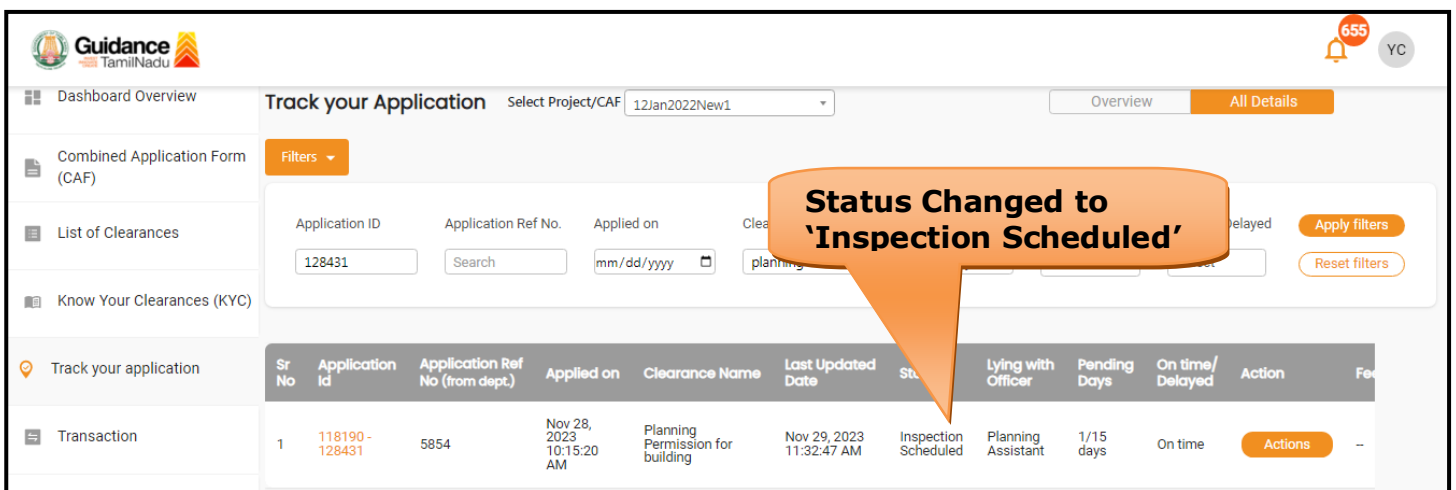 Guidance
TamilNadu
655
YC
Dashboard Overview
Track your Application Select Project/CAF 12Jan2022New1 Overview All Details
Combined Application Form
(CAF)
Filters
Status Changed to
‘Inspection Scheduled’
List of Clearances
Application ID Application Ref No. Applied on Clea elayed Apply filters
128431 Search mm/dd/yyyy Reset filters
Know Your Clearances (KYC)
Track your application
Sr
No Application
Id Application Ref
No (from dept.) Applied on Clearance Name Last Updated
Date Lying with
Officer Pending
Days On time/
Delayed Action Fee
Transaction
1 118190 -
128431 5854 Nov 28,
2023
10:15:20
AM Planning
Permission for
building Nov 29, 2023
11:32:47 AM Inspection
Scheduled Planning
Assistant 1/15
days On time Actions --